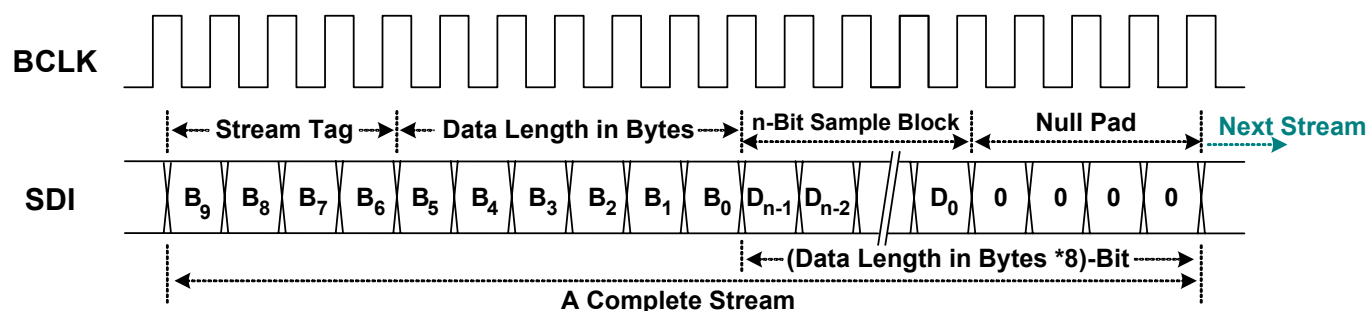 BCLK
Stream Tag Data Length in Bytes n-Bit Sample Block Null Pad Next Stream
SDI B9 B8 B7 B6 B5 B4 B3 B2 B1 B0 Dn-1 Dn-2 D0 0 0 0 0
(Data Length in Bytes *8)-Bit
A Complete Stream